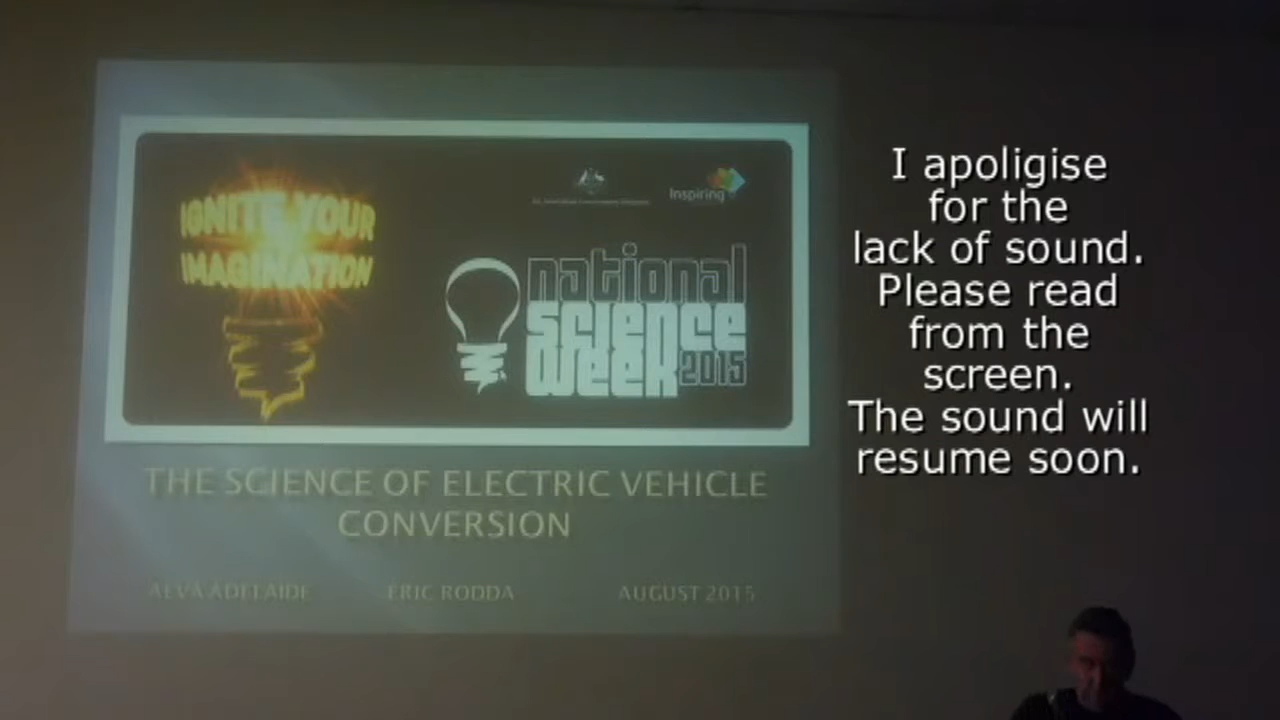 IGNITE YOUR
IMAGINATION
Inspiring
national
science
week 2015
THE SCIENCE OF ELECTRIC VEHICLE
CONVERSION
AEVA ADELAIDE ERIC RODDA AUGUST 2015
I apoligise
for the
lack of sound.
Please read
from the
screen.
The sound will
resume soon.